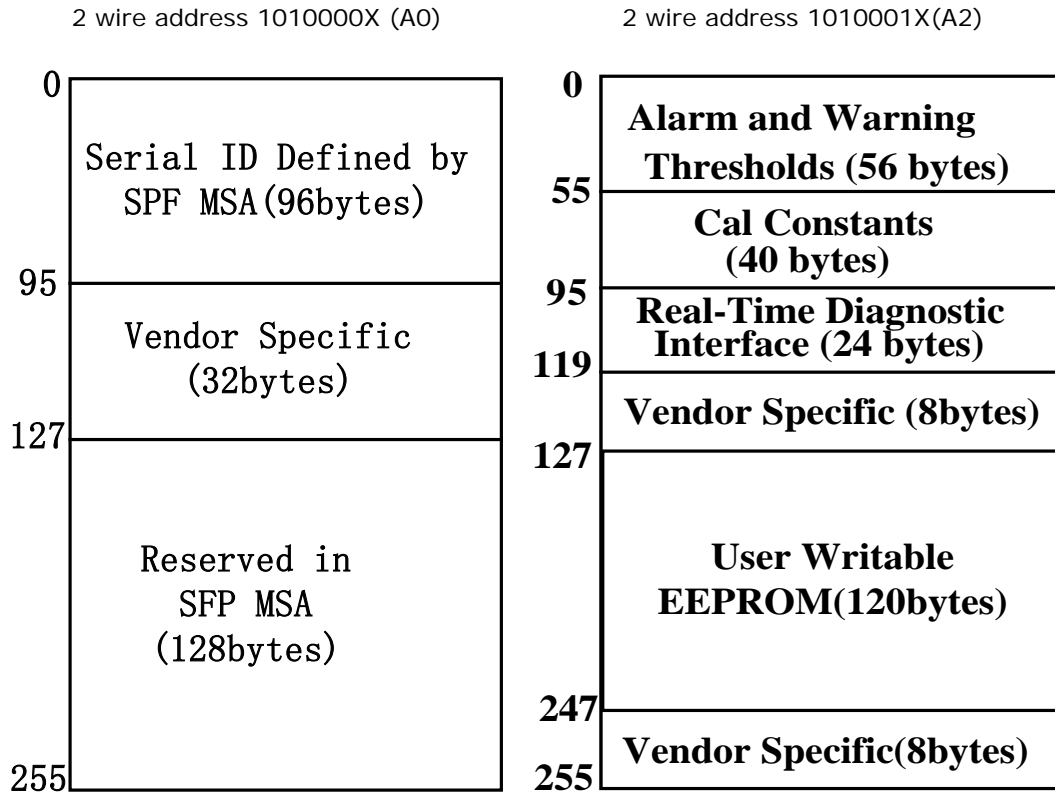 2 wire address 1010000X (A0)
0
Serial ID Defined by
SPF MSA(96bytes)
95
Vendor Specific
(32bytes)
127
Reserved in
SFP MSA
(128bytes)
255
2 wire address 1010001X(A2)
0
Alarm and Warning
Thresholds (56 bytes)
55
Cal Constants
(40 bytes)
95
Real-Time Diagnostic
Interface (24 bytes)
119
Vendor Specific (8bytes)
127
User Writable
EEPROM(120bytes)
247
Vendor Specific(8bytes)
255